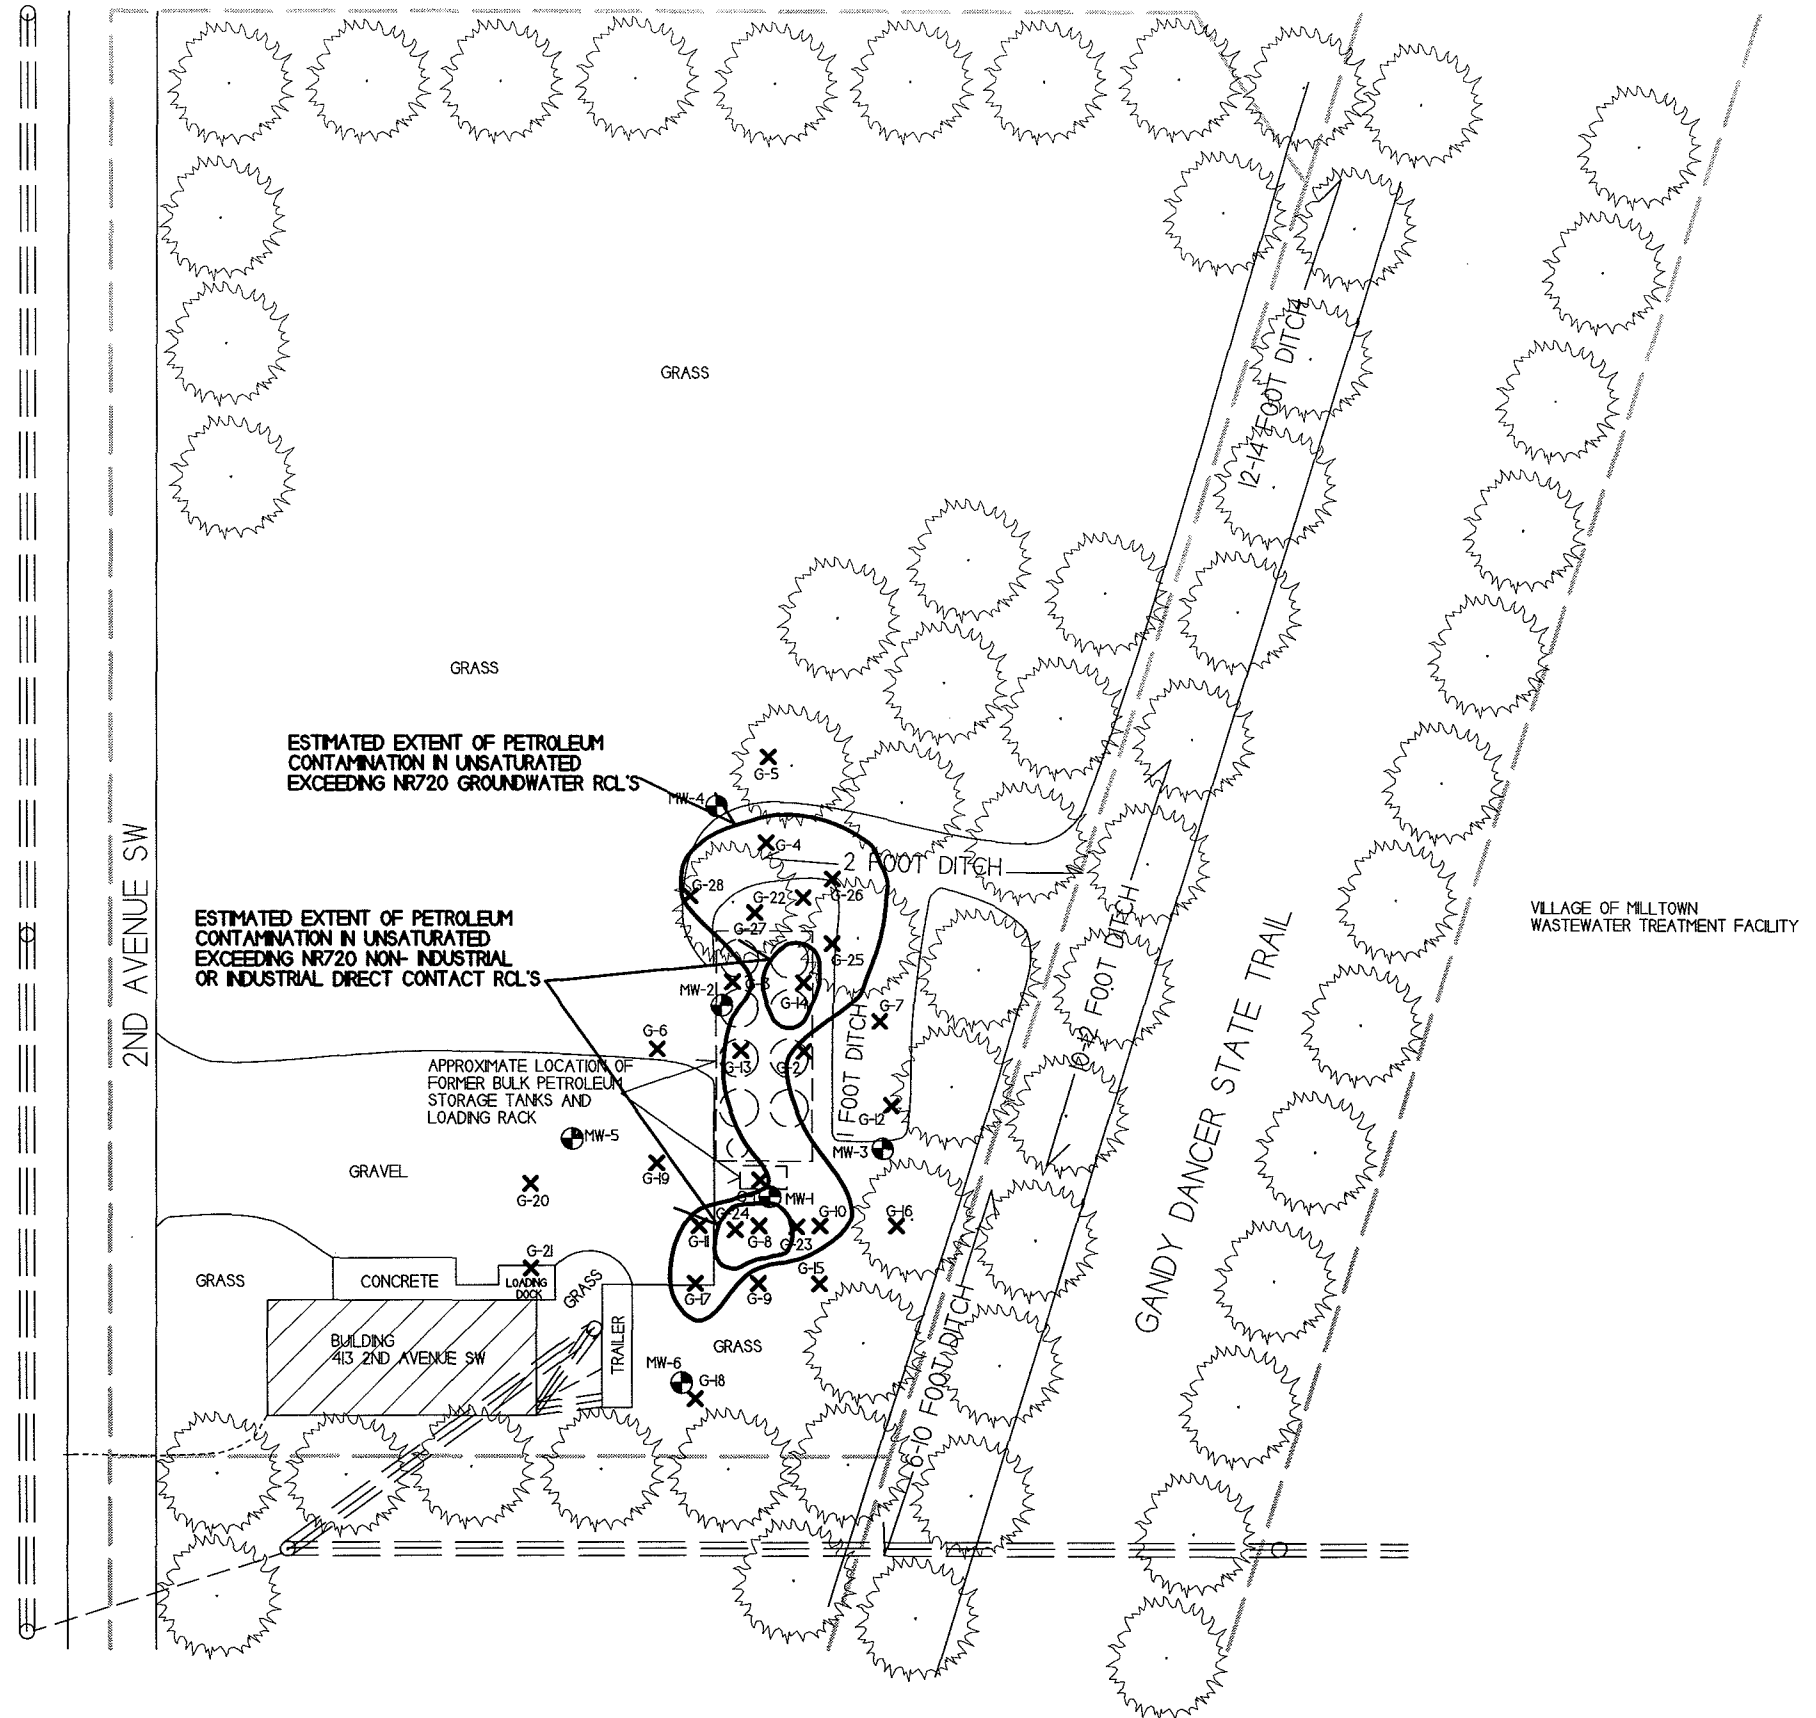 12-14 FOOT DITCH
GRASS
GRASS
ESTIMATED EXTENT OF PETROLEUM
CONTAMINATION IN UNSATURATED
EXCEEDING NR720 GROUNDWATER RCL'S
G-5
MW-4
G-4
2 FOOT DITCH
G-28
G-22
G-26
G-27
G-25
2ND AVENUE SW
ESTIMATED EXTENT OF PETROLEUM
CONTAMINATION IN UNSATURATED
EXCEEDING NR720 NON- INDUSTRIAL
OR INDUSTRIAL DIRECT CONTACT RCL'S
VILLAGE OF MILLTOWN
WASTEWATER TREATMENT FACILITY
10-12 FOOT DITCH
GANDY DANCER STATE TRAIL
MW-2
G-3
G-14
G-7
G-6
G-13
G-2
1 FOOT DITCH
APPROXIMATE LOCATION OF
FORMER BULK PETROLEUM
STORAGE TANKS AND
LOADING RACK
G-12
MW-3
MW-5
GRAVEL
G-19
G-20
MW-1
G-24
G-10
G-16
G-11
G-8
G-23
G-21
GRASS
CONCRETE
LOADING
DOCK
GRASS
G-17
G-9
G-15
BUILDING
413 2ND AVENUE SW
TRAILER
GRASS
MW-6
G-18
6-10 FOOT DITCH